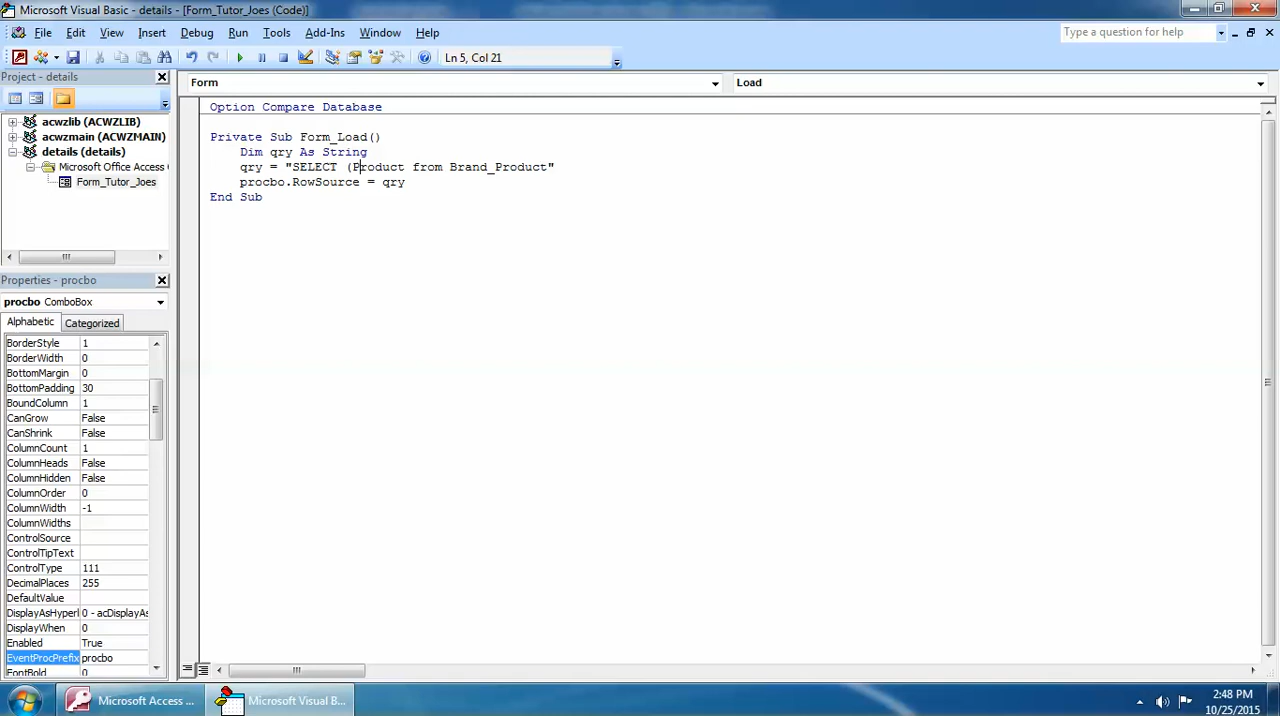 Microsoft Visual Basic - details - [Form_Tutor_Joes (Code)]
File Edit View Insert Debug Run Tools Add-Ins Window Help
Type a question for help
Ln 5, Col 21
Project - details
Form
Load
acwzlib (ACWZLIB)
acwzmain (ACWZMAIN)
details (details)
Microsoft Office Access
Form_Tutor_Joes
Option Compare Database
Private Sub Form_Load()
Dim qry As String
qry = "SELECT (Product from Brand_Product"
procbo.RowSource = qry
End Sub
Properties - procbo
procbo ComboBox
Alphabetic Categorized
BorderStyle 1
BorderWidth 0
BottomMargin 0
BottomPadding 30
BoundColumn 1
CanGrow False
CanShrink False
ColumnCount 1
ColumnHeads False
ColumnHidden False
ColumnOrder 0
ColumnWidth -1
ColumnWidths
ControlSource
ControlTipText
ControlType 111
DecimalPlaces 255
DefaultValue
DisplayAsHyperl 0 - acDisplayAs
DisplayWhen 0
Enabled True
EventProcPrefix procbo
FontBold 0
Microsoft Access ...
Microsoft Visual B...
2:48 PM
10/25/2015